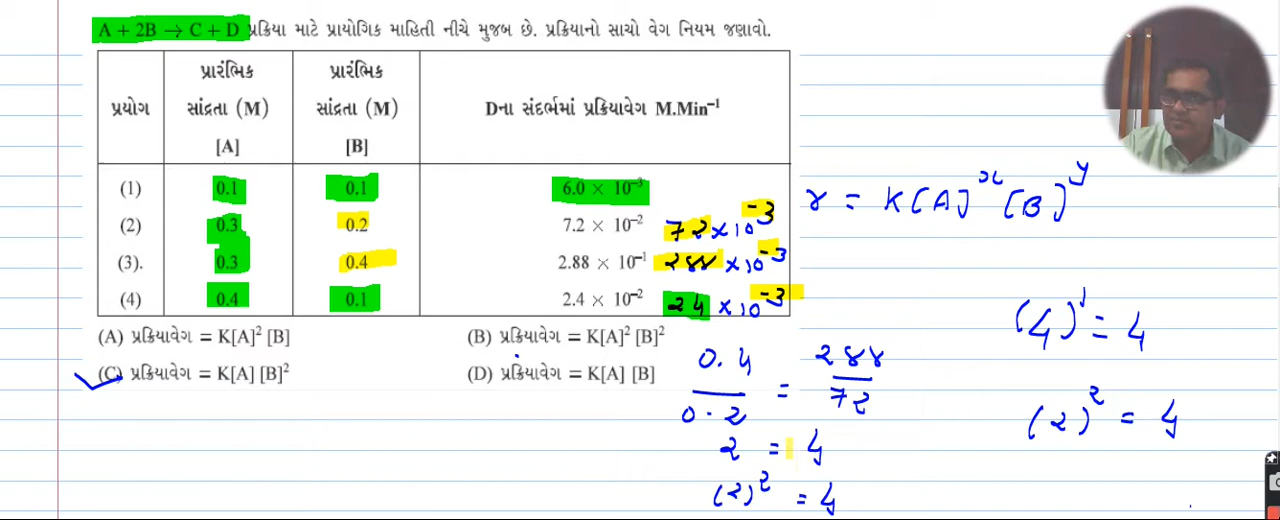 A + 2B → C + D પ્રક્રિયા માટે પ્રાયોગિક માહિતી નીચે મુજબ છે. પ્રક્રિયાનો સાચો વેગ નિયમ જણાવો.
પ્રયોગ પ્રારંભિક સાંદ્રતા (M) [A] પ્રારંભિક સાંદ્રતા (M) [B] Dના સંદર્ભમાં પ્રક્રિયાવેગ M.Min⁻¹
(1) 0.1 0.1 6.0 × 10⁻³
(2) 0.3 0.2 7.2 × 10⁻² 72 × 10⁻³
(3). 0.3 0.4 2.88 × 10⁻¹ 288 × 10⁻³
(4) 0.4 0.1 2.4 × 10⁻² 24 × 10⁻³
(A) પ્રક્રિયાવેગ = K[A]² [B] (B) પ્રક્રિયાવેગ = K[A]² [B]²
(C) પ્રક્રિયાવેગ = K[A] [B]² (D) પ્રક્રિયાવેગ = K[A] [B]
r = K[A]ˣ [B]ʸ
0.4/0.2 = 288/72
2 = 4
(2)² = 4
(4)¹ = 4
(2)² = 4